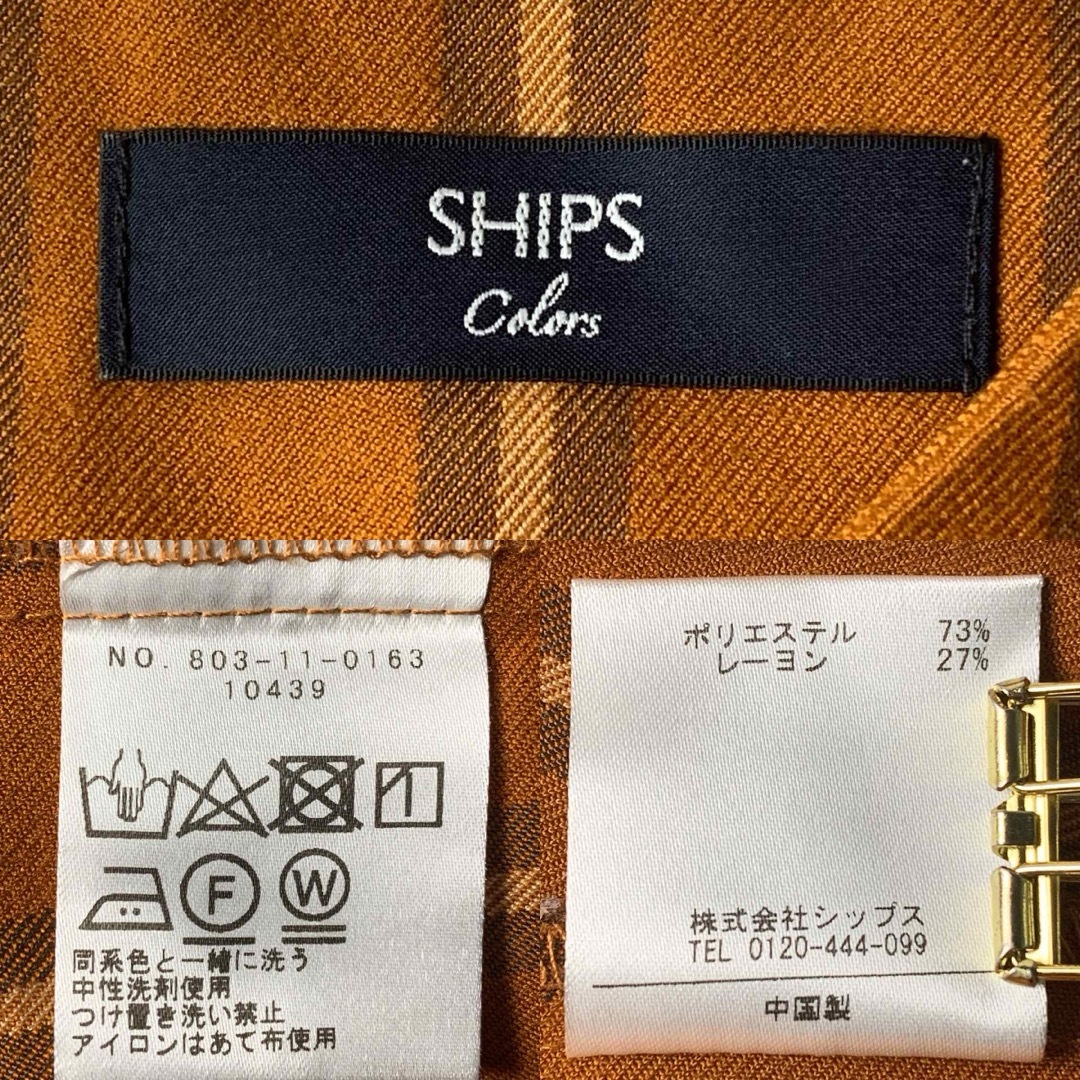 SHIPS
Colors
NO. 803-11-0163
10439
F W
同系色と一緒に洗う
中性洗剤使用
つけ置き洗い禁止
アイロンはあて布使用
ポリエステル 73%
レーヨン 27%
株式会社シップス
TEL 0120-444-099
中国製